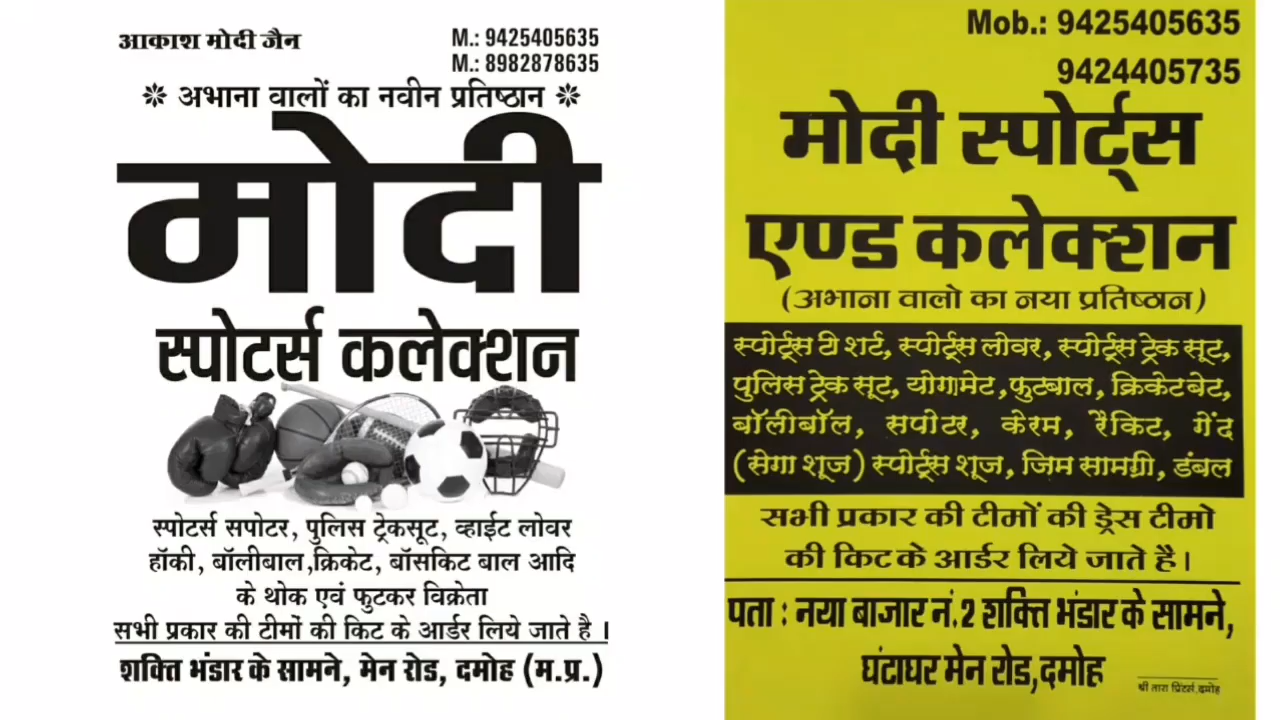 आकाश मोदी जैन
M.: 9425405635
M.: 8982878635
अभाना वालों का नवीन प्रतिष्ठान
मोदी
स्पोटर्स कलेक्शन
स्पोटर्स सपोटर, पुलिस ट्रेकसूट, व्हाईट लोवर
हॉकी, बॉलीबाल,क्रिकेट, बॉसकिट बाल आदि
के थोक एवं फुटकर विक्रेता
सभी प्रकार की टीमों की किट के आर्डर लिये जाते है ।
शक्ति भंडार के सामने, मेन रोड, दमोह (म.प्र.)
Mob.: 9425405635
9424405735
मोदी स्पोर्ट्स
एण्ड कलेक्शन
(अभाना वालो का नया प्रतिष्ठान)
स्पोर्ट्स टी शर्ट, स्पोर्ट्स लोवर, स्पोर्ट्स ट्रेक सूट,
पुलिस ट्रेक सूट, योगामेट, फुटबाल, क्रिकेट बेट,
बॉलीबॉल, सपोटर, केरम, रैकिट, गेंद
(सेगा शूज) स्पोर्ट्स शूज, जिम सामग्री, डंबल
सभी प्रकार की टीमों की ड्रेस टीमो
की किट के आर्डर लिये जाते है।
पता : नया बाजार नं. 2 शक्ति भंडार के सामने,
घंटाघर मेन रोड,दमोह
श्री तारा प्रिंटर्स,दमोह